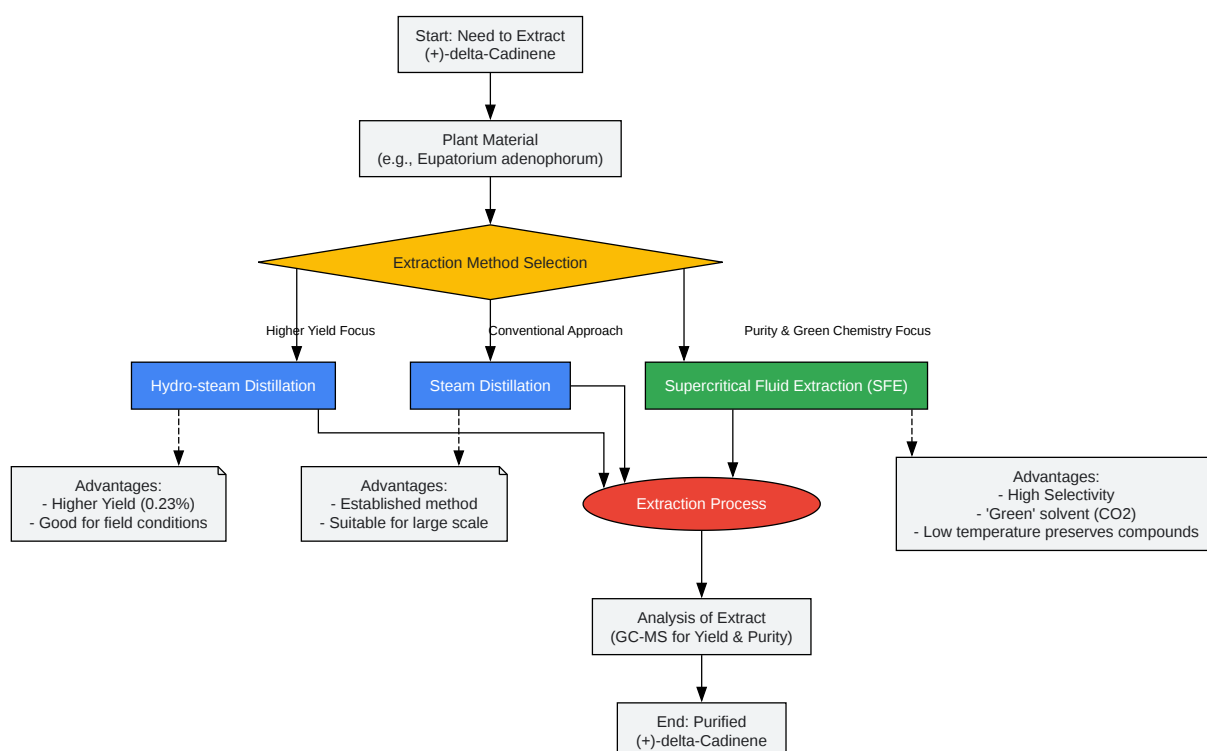 Start: Need to Extract
(+)-delta-Cadinene
Plant Material
(e.g., Eupatorium adenophorum)
Extraction Method Selection
Higher Yield Focus
Conventional Approach
Purity & Green Chemistry Focus
Hydro-steam Distillation
Steam Distillation
Supercritical Fluid Extraction (SFE)
Advantages:
- Higher Yield (0.23%)
- Good for field conditions
Advantages:
- Established method
- Suitable for large scale
Extraction Process
Advantages:
- High Selectivity
- 'Green' solvent (CO2)
- Low temperature preserves compounds
Analysis of Extract
(GC-MS for Yield & Purity)
End: Purified
(+)-delta-Cadinene